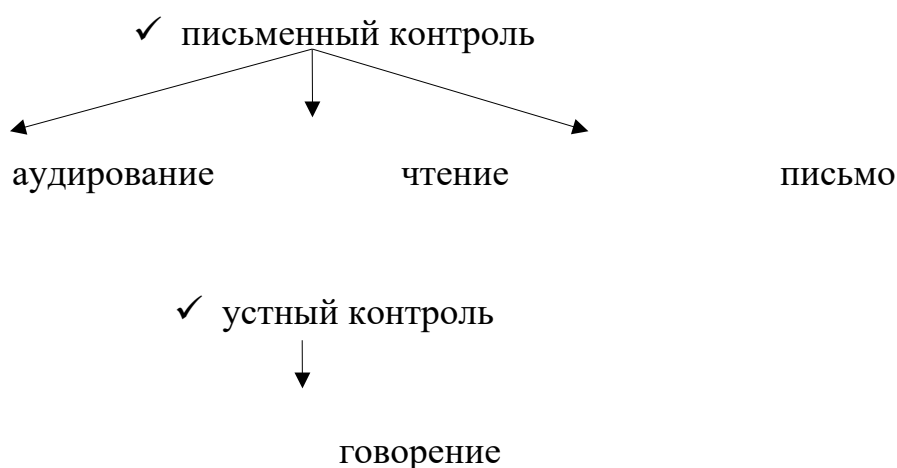 ✓ письменный контроль
аудирование чтение письмо
✓ устный контроль
говорение